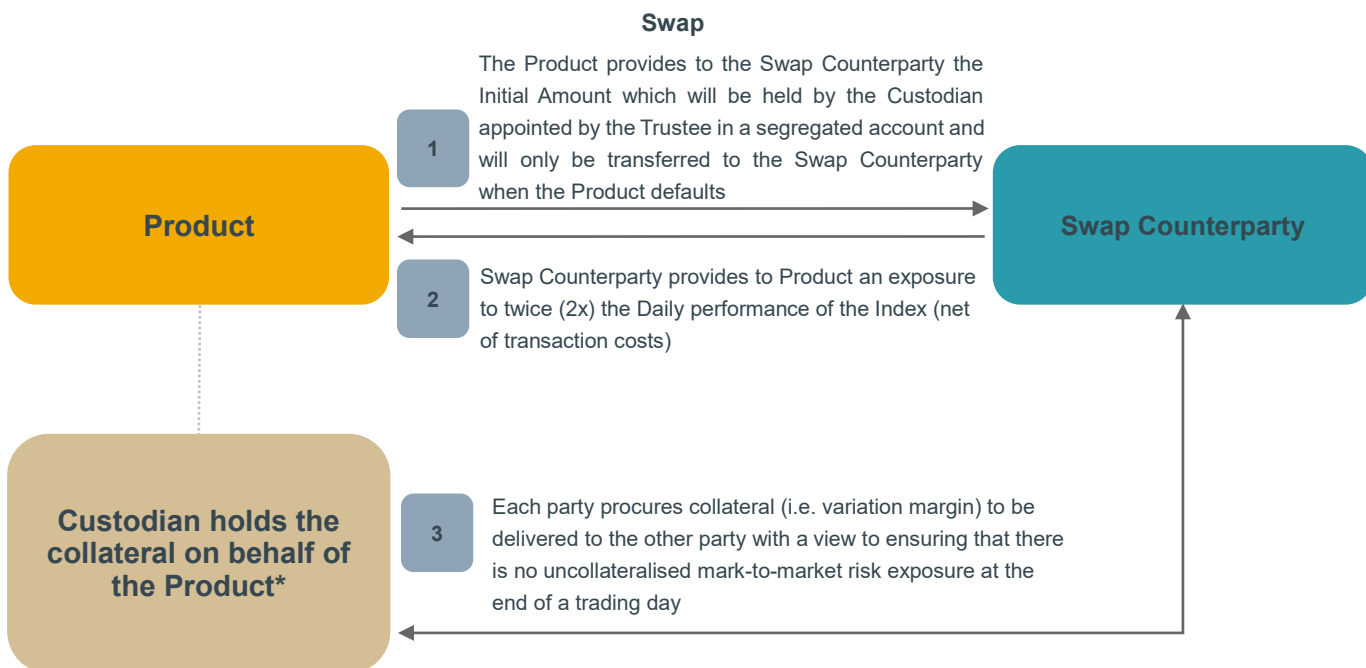 Swap
The Product provides to the Swap Counterparty the
Initial Amount which will be held by the Custodian
appointed by the Trustee in a segregated account and
will only be transferred to the Swap Counterparty
when the Product defaults
1
Product
Swap Counterparty
2
Swap Counterparty provides to Product an exposure
to twice (2x) the Daily performance of the Index (net
of transaction costs)
Custodian holds the
collateral on behalf of
the Product*
3
Each party procures collateral (i.e. variation margin) to be
delivered to the other party with a view to ensuring that there
is no uncollateralised mark-to-market risk exposure at the
end of a trading day